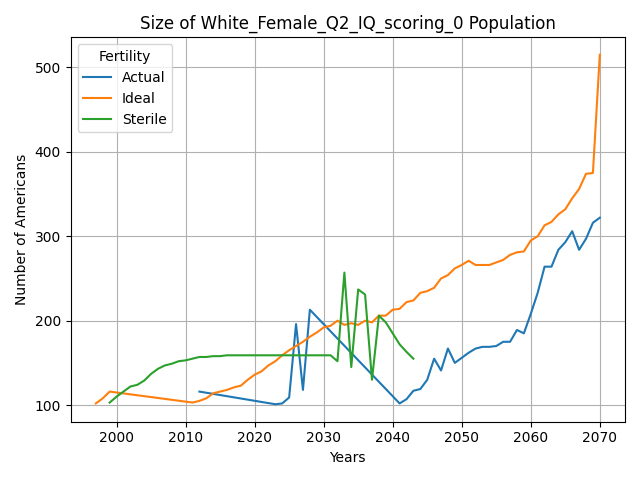 Size of White_Female_Q2_IQ_scoring_0 Population
Fertility
Actual
Ideal
Sterile
Number of Americans
500
400
300
200
100
2000 2010 2020 2030 2040 2050 2060 2070
Years